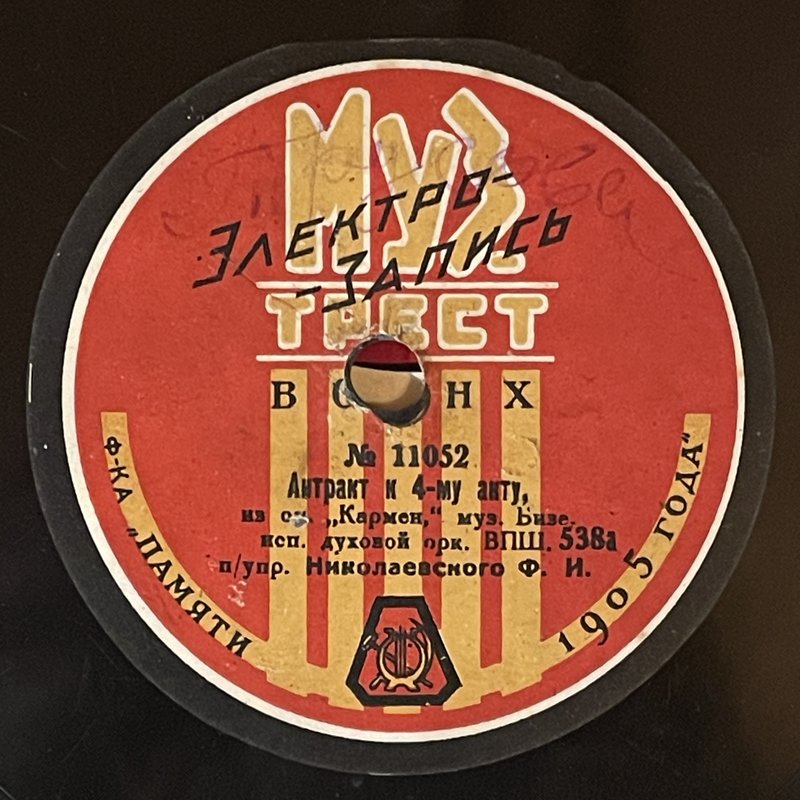 Муз
ЭЛЕКТРО-
-ЗАПИСЬ
ТРЕСТ
В С Н Х
№ 11052
Антракт к 4-му акту,
из оп. „Кармен,“ муз. Бизе.
исп. духовой орк. ВПШ. 538а
п/упр. Николаевского Ф. И.
Ф-КА „ПАМЯТИ 1905 ГОДА“